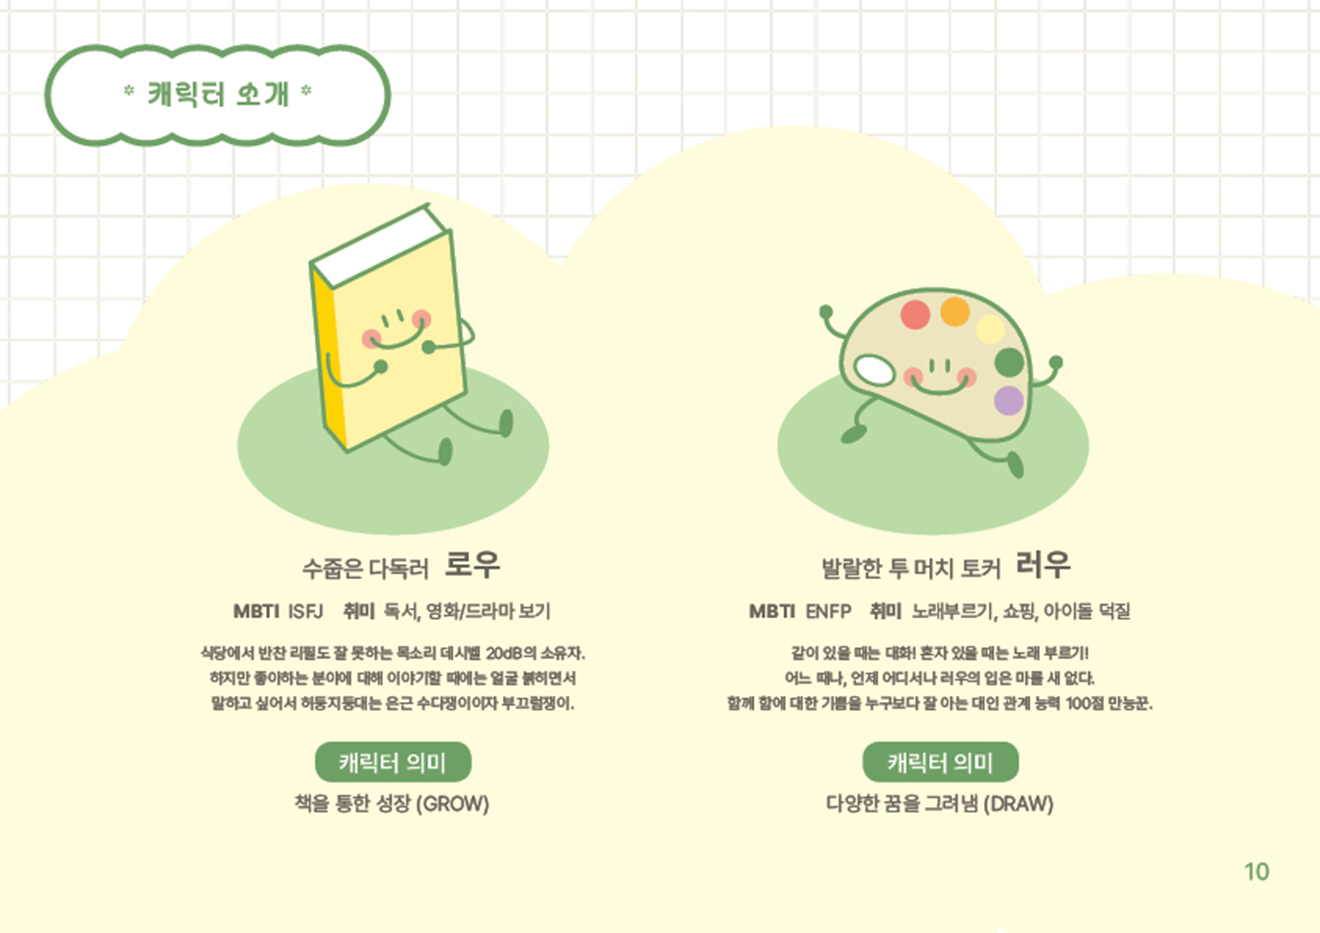 * 캐릭터 소개 *
수줍은 다독러 로우
MBTI ISFJ 취미 독서, 영화/드라마 보기
식당에서 반찬 리필도 잘 못하는 목소리 데시벨 20dB의 소유자.
하지만 좋아하는 분야에 대해 이야기할 때에는 얼굴 붉히면서
말하고 싶어서 허둥지둥대는 은근 수다쟁이이자 부끄럼쟁이.
캐릭터 의미
책을 통한 성장 (GROW)
발랄한 투 머치 토커 러우
MBTI ENFP 취미 노래부르기, 쇼핑, 아이돌 덕질
같이 있을 때는 대화! 혼자 있을 때는 노래 부르기!
어느 때나, 언제 어디서나 러우의 입은 마를 새 없다.
함께 함에 대한 기쁨을 누구보다 잘 아는 대인 관계 능력 100점 만능꾼.
캐릭터 의미
다양한 꿈을 그려냄 (DRAW)
10